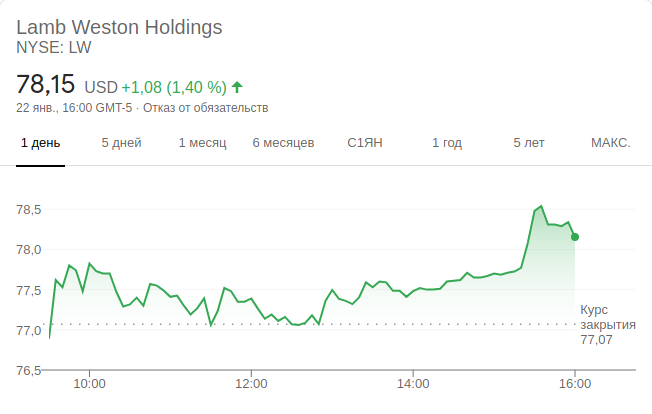 Lamb Weston Holdings
NYSE: LW
78,15 USD +1,08 (1,40 %)
22 янв., 16:00 GMT-5 · Отказ от обязательств
1 день 5 дней 1 месяц 6 месяцев С1ЯН 1 год 5 лет МАКС.
78,5
78,0
77,5
77,0
76,5
Курс
закрытия
77,07
10:00 12:00 14:00 16:00